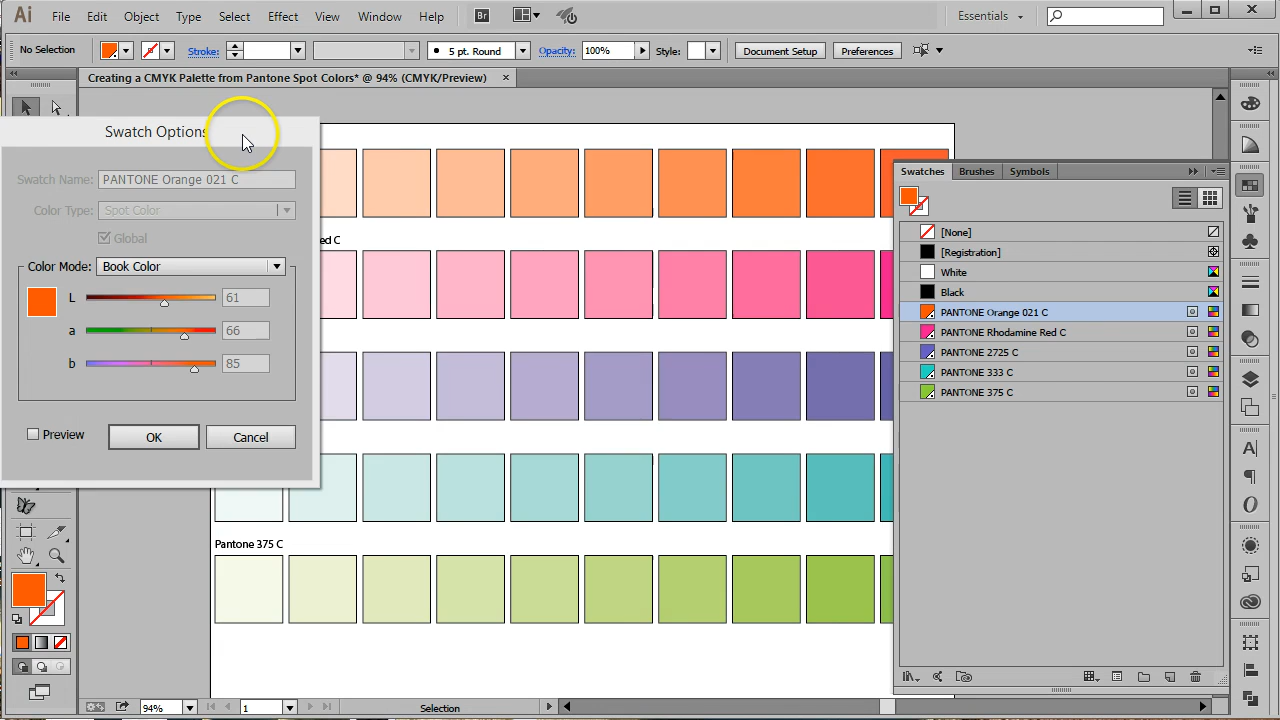 Ai File Edit Object Type Select Effect View Window Help Br Essentials
No Selection Stroke: 5 pt. Round Opacity: 100% Style: Document Setup Preferences
Creating a CMYK Palette from Pantone Spot Colors* @ 94% (CMYK/Preview)
Swatch Options
Swatch Name: PANTONE Orange 021 C
Color Type: Spot Color
Global
Color Mode: Book Color
L 61
a 66
b 85
Preview OK Cancel
ed C
Pantone 375 C
Swatches Brushes Symbols
[None]
[Registration]
White
Black
PANTONE Orange 021 C
PANTONE Rhodamine Red C
PANTONE 2725 C
PANTONE 333 C
PANTONE 375 C
94% 1 Selection